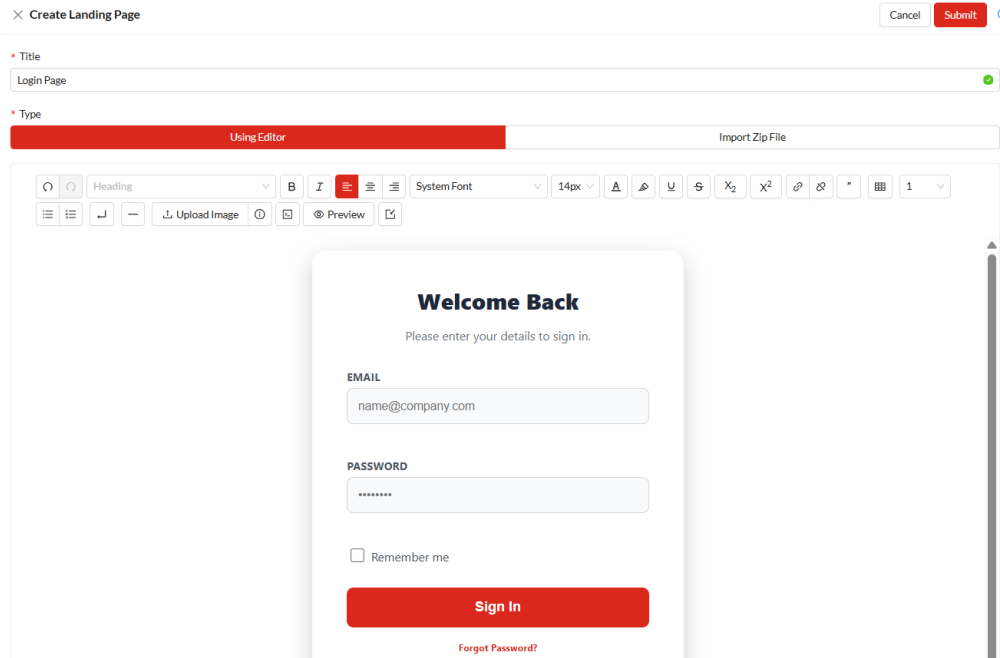 Create Landing Page
Cancel
Submit
* Title
Login Page
* Type
Using Editor
Import Zip File
Heading
B
I
System Font
14px
A
U
S
X2
X2
"
1
Upload Image
Preview
Welcome Back
Please enter your details to sign in.
EMAIL
name@company.com
PASSWORD
••••••••
Remember me
Sign In
Forgot Password?